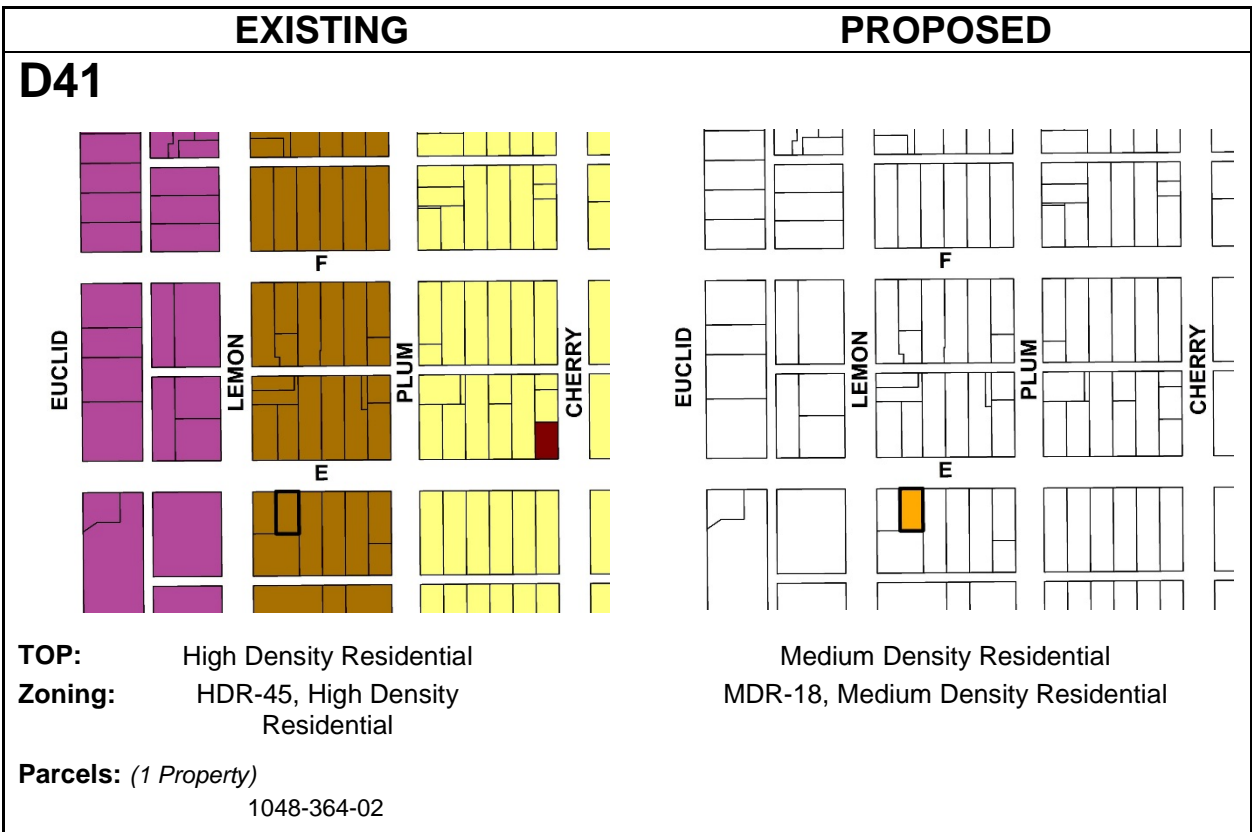 EXISTING
PROPOSED
D41
F
EUCLID
LEMON
PLUM
CHERRY
E
F
EUCLID
LEMON
PLUM
CHERRY
E
TOP: High Density Residential
Medium Density Residential
Zoning: HDR-45, High Density
Residential
MDR-18, Medium Density Residential
Parcels: (1 Property)
1048-364-02